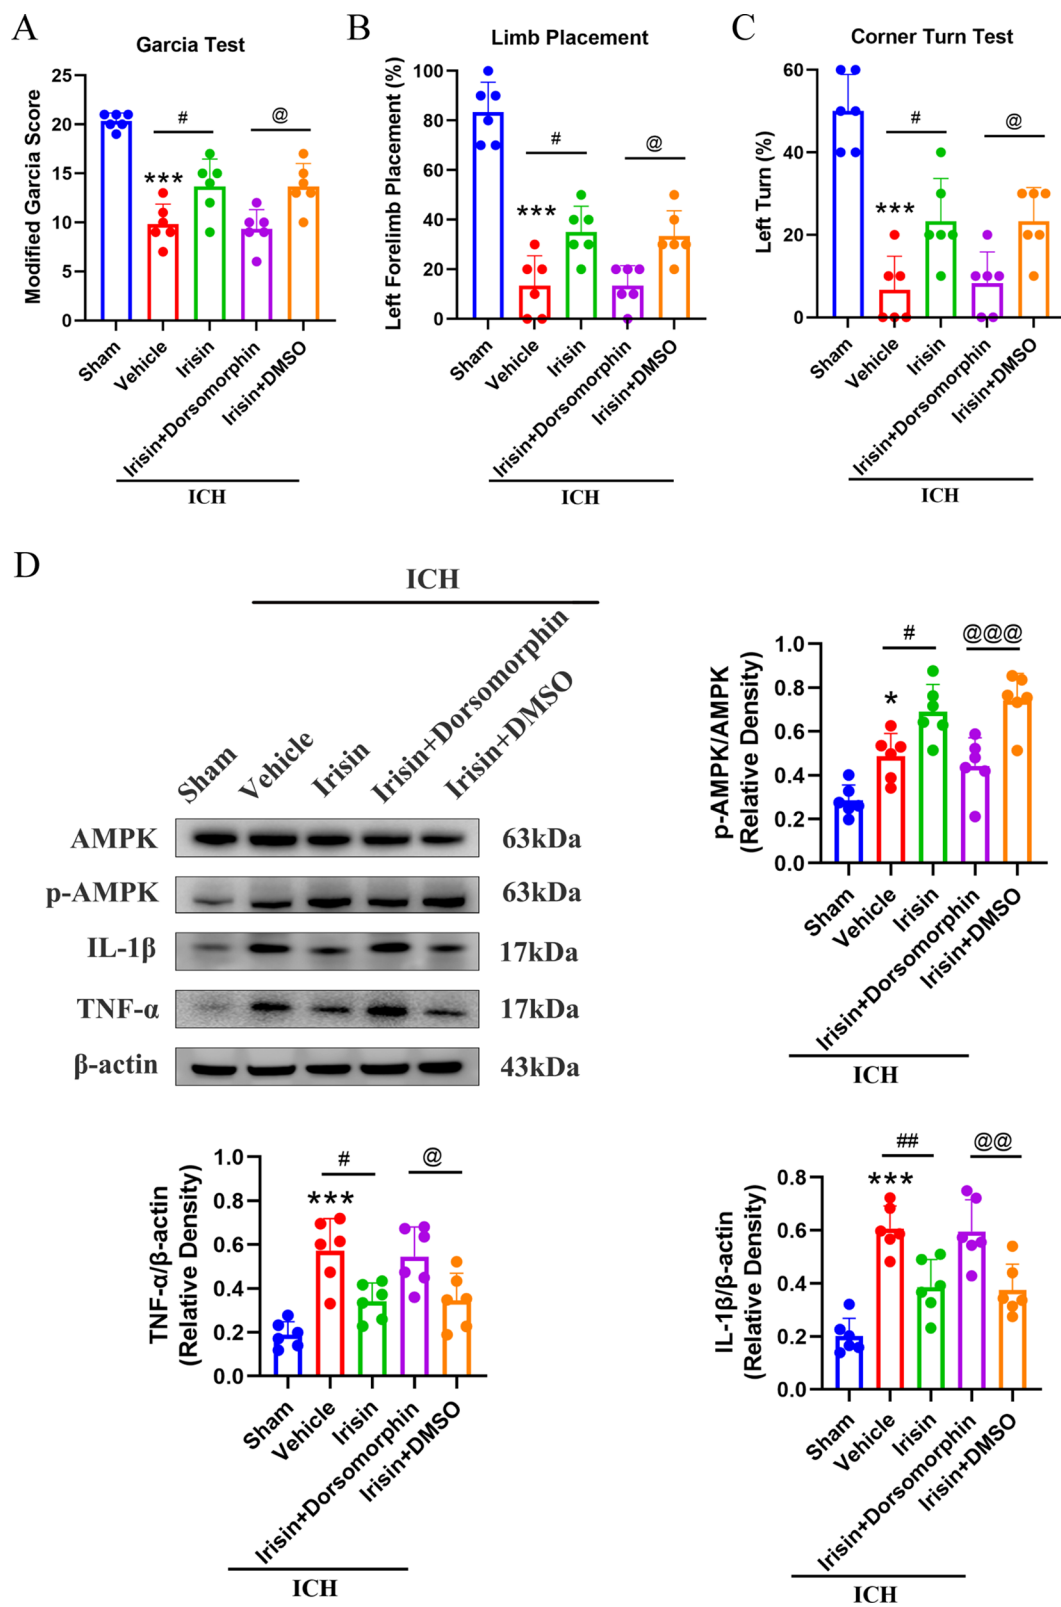 A
Garcia Test
Modified Garcia Score
25
20
15
10
5
0
***
#
@
Sham
Vehicle
Irisin
Irisin+Dorsomorphin
Irisin+DMSO
ICH
B
Limb Placement
Left Forelimb Placement (%)
100
80
60
40
20
0
***
#
@
Sham
Vehicle
Irisin
Irisin+Dorsomorphin
Irisin+DMSO
ICH
C
Corner Turn Test
Left Turn (%)
60
40
20
0
***
#
@
Sham
Vehicle
Irisin
Irisin+Dorsomorphin
Irisin+DMSO
ICH
D
ICH
Sham
Vehicle
Irisin
Irisin+Dorsomorphin
Irisin+DMSO
AMPK 63kDa
p-AMPK 63kDa
IL-1β 17kDa
TNF-α 17kDa
β-actin 43kDa
p-AMPK/AMPK
(Relative Density)
1.0
0.8
0.6
0.4
0.2
0.0
*
#
@@@
Sham
Vehicle
Irisin
Irisin+Dorsomorphin
Irisin+DMSO
ICH
TNF-α/β-actin
(Relative Density)
1.0
0.8
0.6
0.4
0.2
0.0
***
#
@
Sham
Vehicle
Irisin
Irisin+Dorsomorphin
Irisin+DMSO
ICH
IL-1β/β-actin
(Relative Density)
0.8
0.6
0.4
0.2
0.0
***
##
@@
Sham
Vehicle
Irisin
Irisin+Dorsomorphin
Irisin+DMSO
ICH